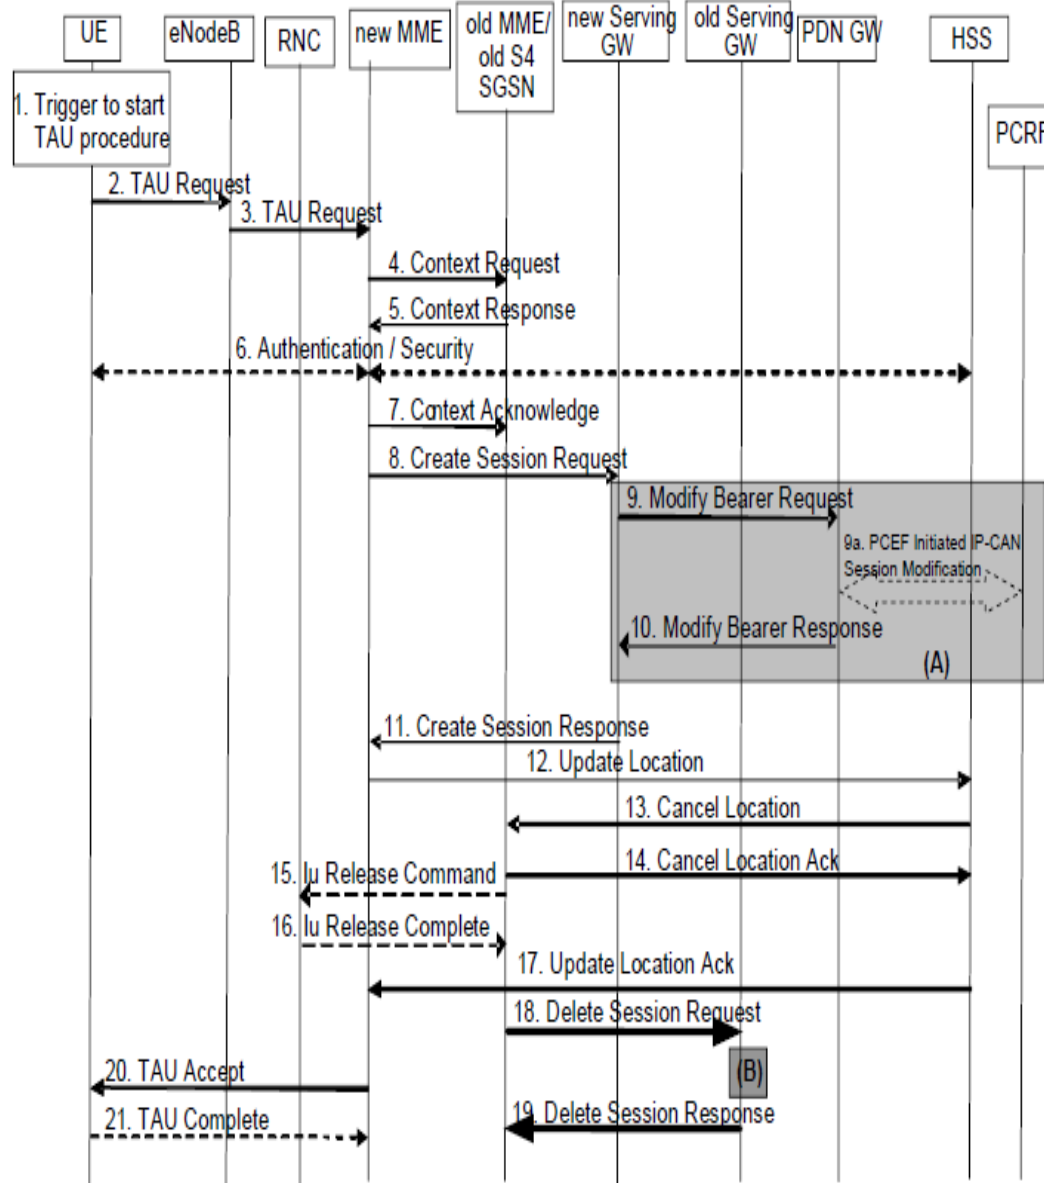 UE
eNodeB
RNC
new MME
old MME/
old S4
SGSN
new Serving
GW
old Serving
GW
PDN GW
HSS
PCRF
1. Trigger to start
TAU procedure
2. TAU Request
3. TAU Request
4. Context Request
5. Context Response
6. Authentication / Security
7. Context Acknowledge
8. Create Session Request
9. Modify Bearer Request
9a. PCEF Initiated IP-CAN
Session Modification
10. Modify Bearer Response
(A)
11. Create Session Response
12. Update Location
13. Cancel Location
14. Cancel Location Ack
15. Iu Release Command
16. Iu Release Complete
17. Update Location Ack
18. Delete Session Request
(B)
20. TAU Accept
19. Delete Session Response
21. TAU Complete